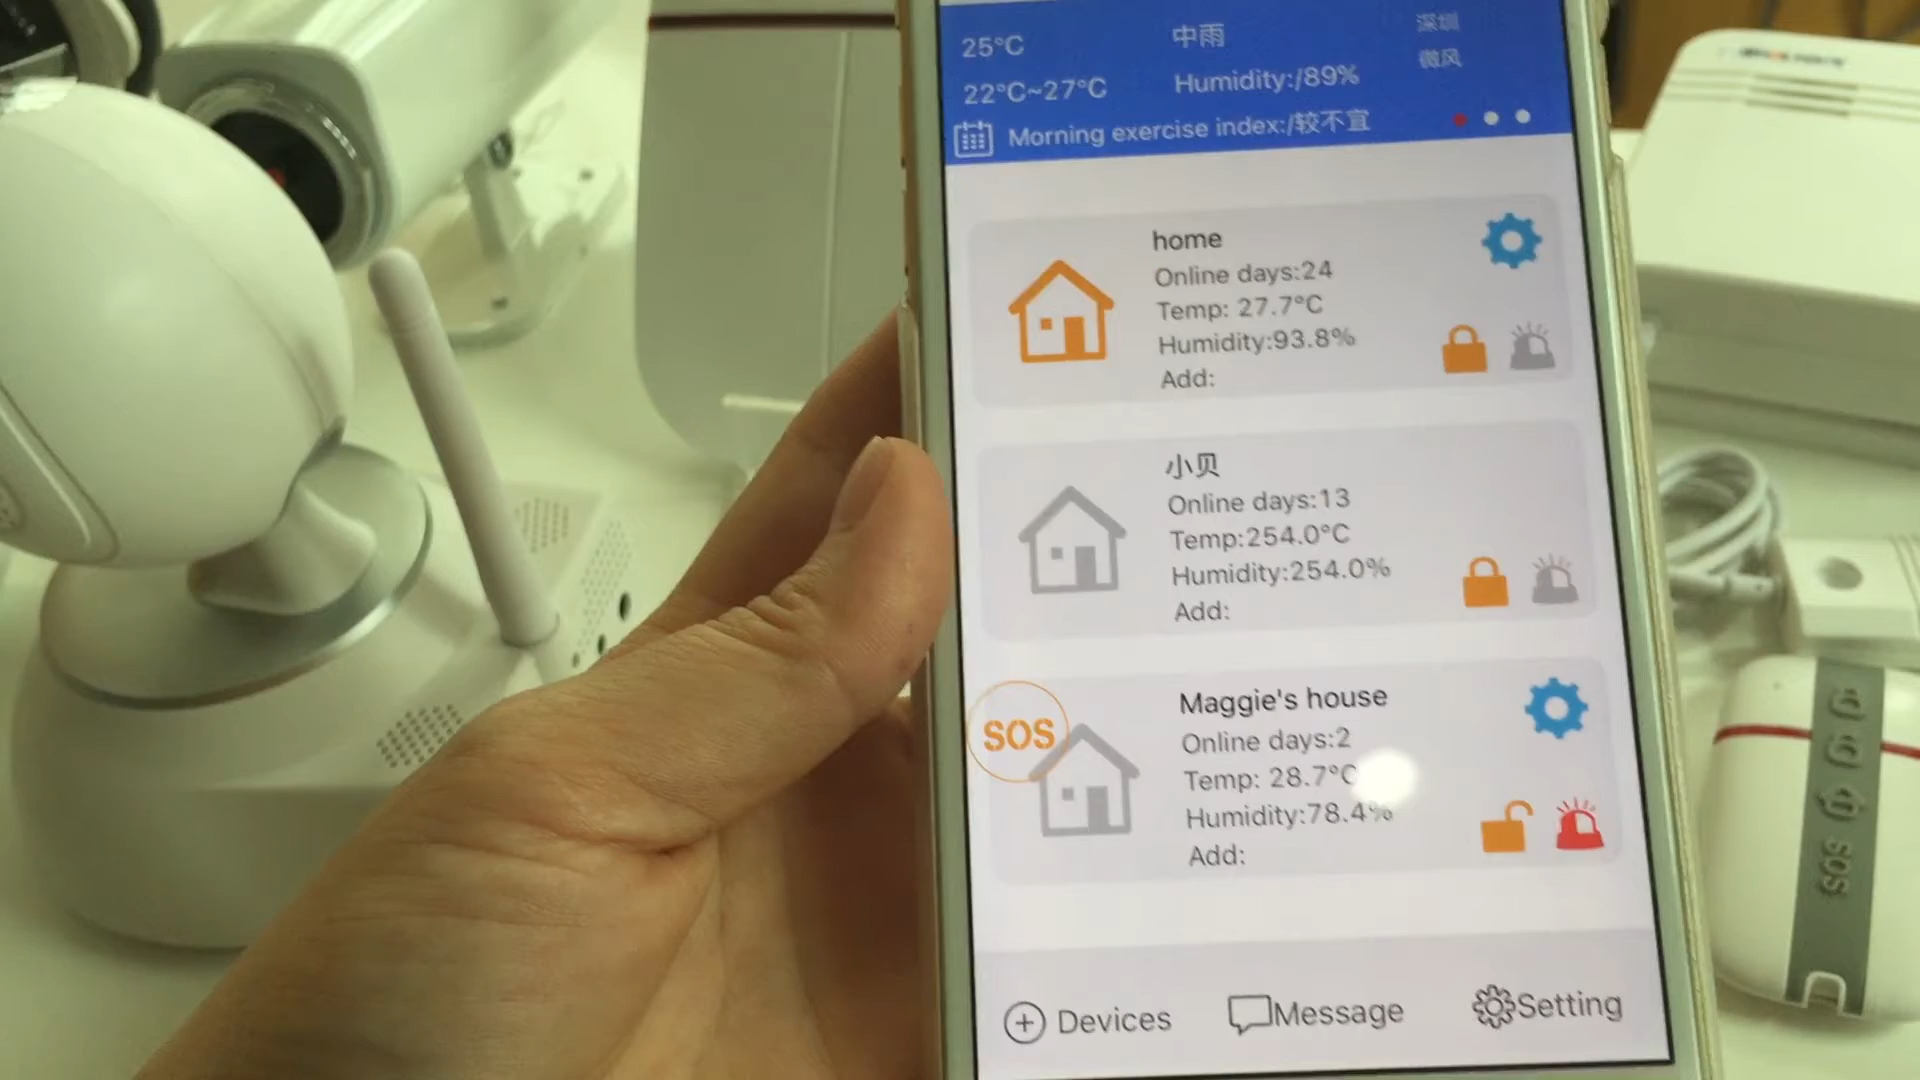 25°C
中雨
深圳
22°C~27°C
Humidity:/89%
微风
Morning exercise index:/较不宜
home
Online days:24
Temp: 27.7°C
Humidity:93.8%
Add:
小贝
Online days:13
Temp:254.0°C
Humidity:254.0%
Add:
SOS
Maggie's house
Online days:2
Temp: 28.7°C
Humidity:78.4%
Add:
Devices
Message
Setting
SOS